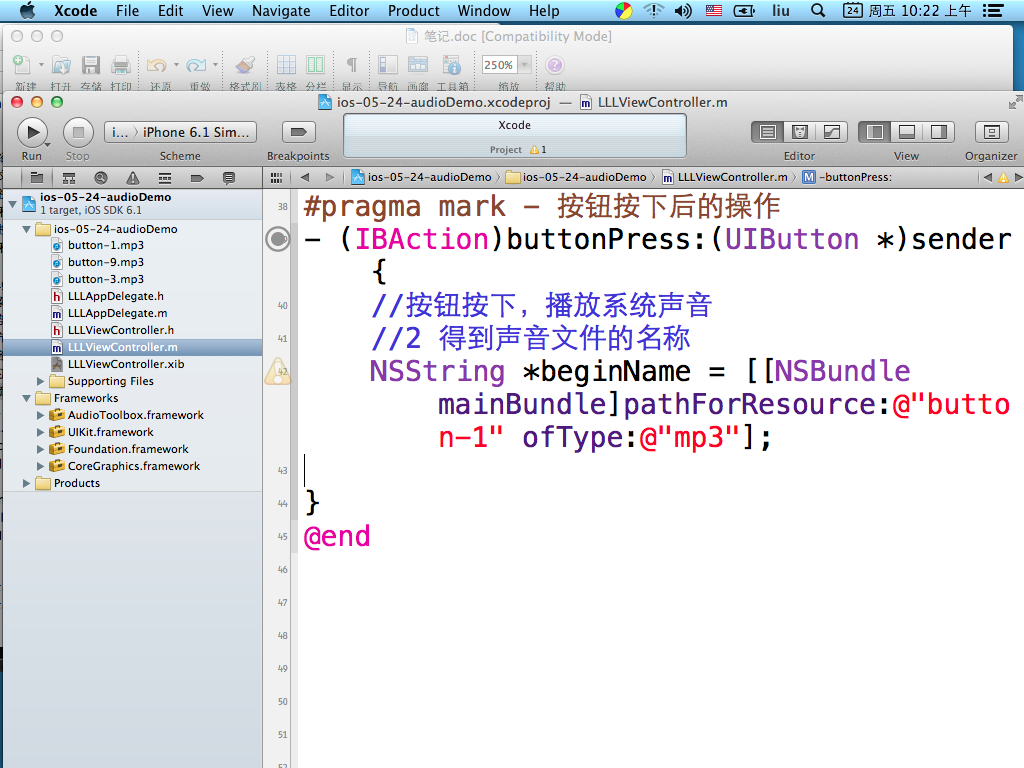 Xcode File Edit View Navigate Editor Product Window Help liu 24 周五 10:22 上午
笔记.doc [Compatibility Mode]
250%
新建 打开 存储 打印 还原 重做 格式刷 表格 分栏 显示 导航 画廊 工具箱 缩放 帮助
ios-05-24-audioDemo.xcodeproj — LLLViewController.m
i... iPhone 6.1 Sim...
Xcode
Project 1
Run Stop Scheme Breakpoints Editor View Organizer
ios-05-24-audioDemo ios-05-24-audioDemo LLLViewController.m M -buttonPress:
ios-05-24-audioDemo
1 target, iOS SDK 6.1
ios-05-24-audioDemo
button-1.mp3
button-9.mp3
button-3.mp3
h LLLAppDelegate.h
m LLLAppDelegate.m
h LLLViewController.h
m LLLViewController.m
LLLViewController.xib
Supporting Files
Frameworks
AudioToolbox.framework
UIKit.framework
Foundation.framework
CoreGraphics.framework
Products
38 #pragma mark - 按钮按下后的操作
- (IBAction)buttonPress:(UIButton *)sender
{
40 //按钮按下，播放系统声音
41 //2 得到声音文件的名称
42 NSString *beginName = [[NSBundle
mainBundle]pathForResource:@"butto
n-1" ofType:@"mp3"];
43
44 }
45 @end
46
47
48
49
50
51
52